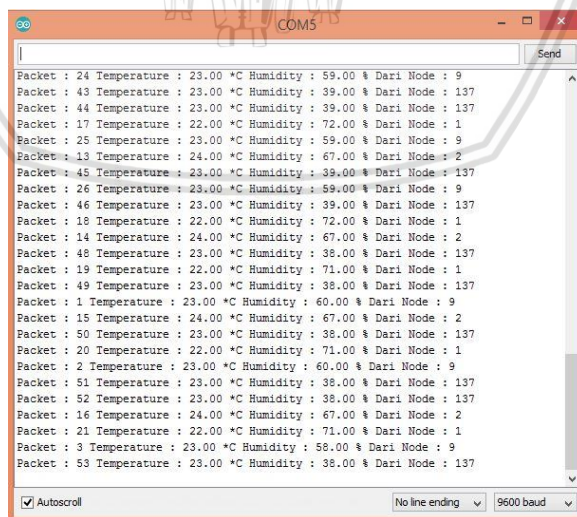 COM5
Send
Packet : 24 Temperature : 23.00 *C Humidity : 59.00 % Dari Node : 9
Packet : 43 Temperature : 23.00 *C Humidity : 39.00 % Dari Node : 137
Packet : 44 Temperature : 23.00 *C Humidity : 39.00 % Dari Node : 137
Packet : 17 Temperature : 22.00 *C Humidity : 72.00 % Dari Node : 1
Packet : 25 Temperature : 23.00 *C Humidity : 59.00 % Dari Node : 9
Packet : 13 Temperature : 24.00 *C Humidity : 67.00 % Dari Node : 2
Packet : 45 Temperature : 23.00 *C Humidity : 39.00 % Dari Node : 137
Packet : 26 Temperature : 23.00 *C Humidity : 59.00 % Dari Node : 9
Packet : 46 Temperature : 23.00 *C Humidity : 39.00 % Dari Node : 137
Packet : 18 Temperature : 22.00 *C Humidity : 72.00 % Dari Node : 1
Packet : 14 Temperature : 24.00 *C Humidity : 67.00 % Dari Node : 2
Packet : 48 Temperature : 23.00 *C Humidity : 38.00 % Dari Node : 137
Packet : 19 Temperature : 22.00 *C Humidity : 71.00 % Dari Node : 1
Packet : 49 Temperature : 23.00 *C Humidity : 38.00 % Dari Node : 137
Packet : 1 Temperature : 23.00 *C Humidity : 60.00 % Dari Node : 9
Packet : 15 Temperature : 24.00 *C Humidity : 67.00 % Dari Node : 2
Packet : 50 Temperature : 23.00 *C Humidity : 38.00 % Dari Node : 137
Packet : 20 Temperature : 22.00 *C Humidity : 71.00 % Dari Node : 1
Packet : 2 Temperature : 23.00 *C Humidity : 60.00 % Dari Node : 9
Packet : 51 Temperature : 23.00 *C Humidity : 38.00 % Dari Node : 137
Packet : 52 Temperature : 23.00 *C Humidity : 38.00 % Dari Node : 137
Packet : 16 Temperature : 24.00 *C Humidity : 67.00 % Dari Node : 2
Packet : 21 Temperature : 22.00 *C Humidity : 71.00 % Dari Node : 1
Packet : 3 Temperature : 23.00 *C Humidity : 58.00 % Dari Node : 9
Packet : 53 Temperature : 23.00 *C Humidity : 38.00 % Dari Node : 137
Autoscroll No line ending 9600 baud